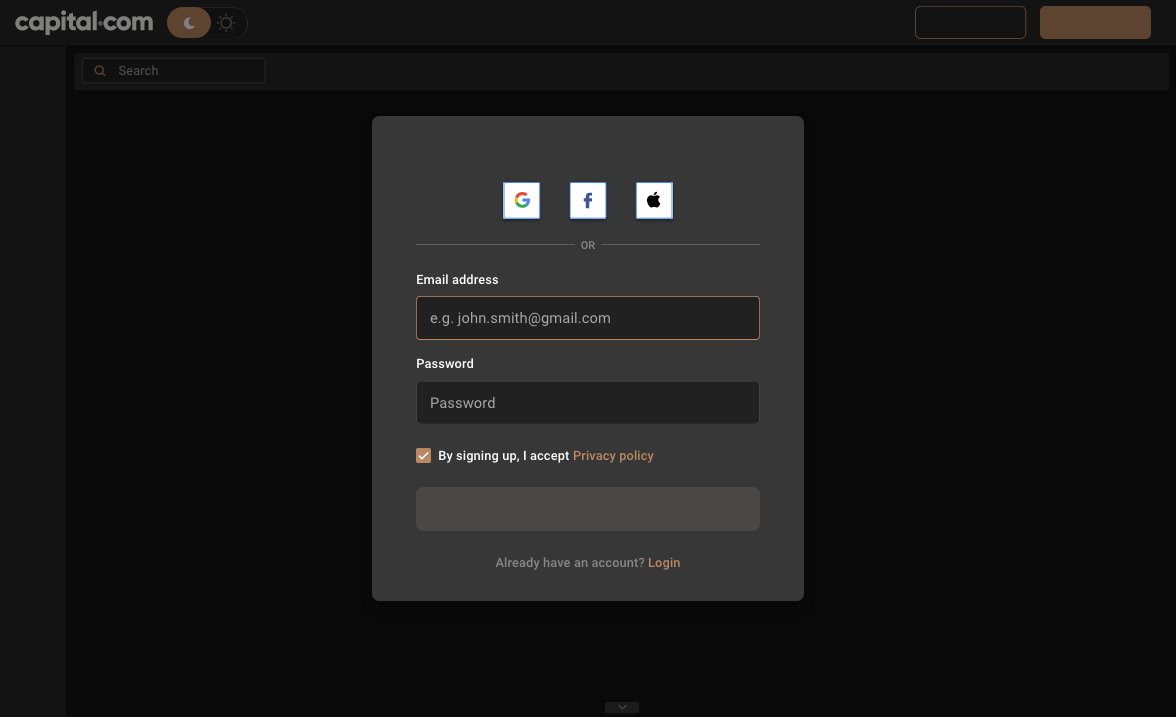 capital.com
Search
OR
Email address
e.g. john.smith@gmail.com
Password
Password
By signing up, I accept Privacy policy
Already have an account? Login